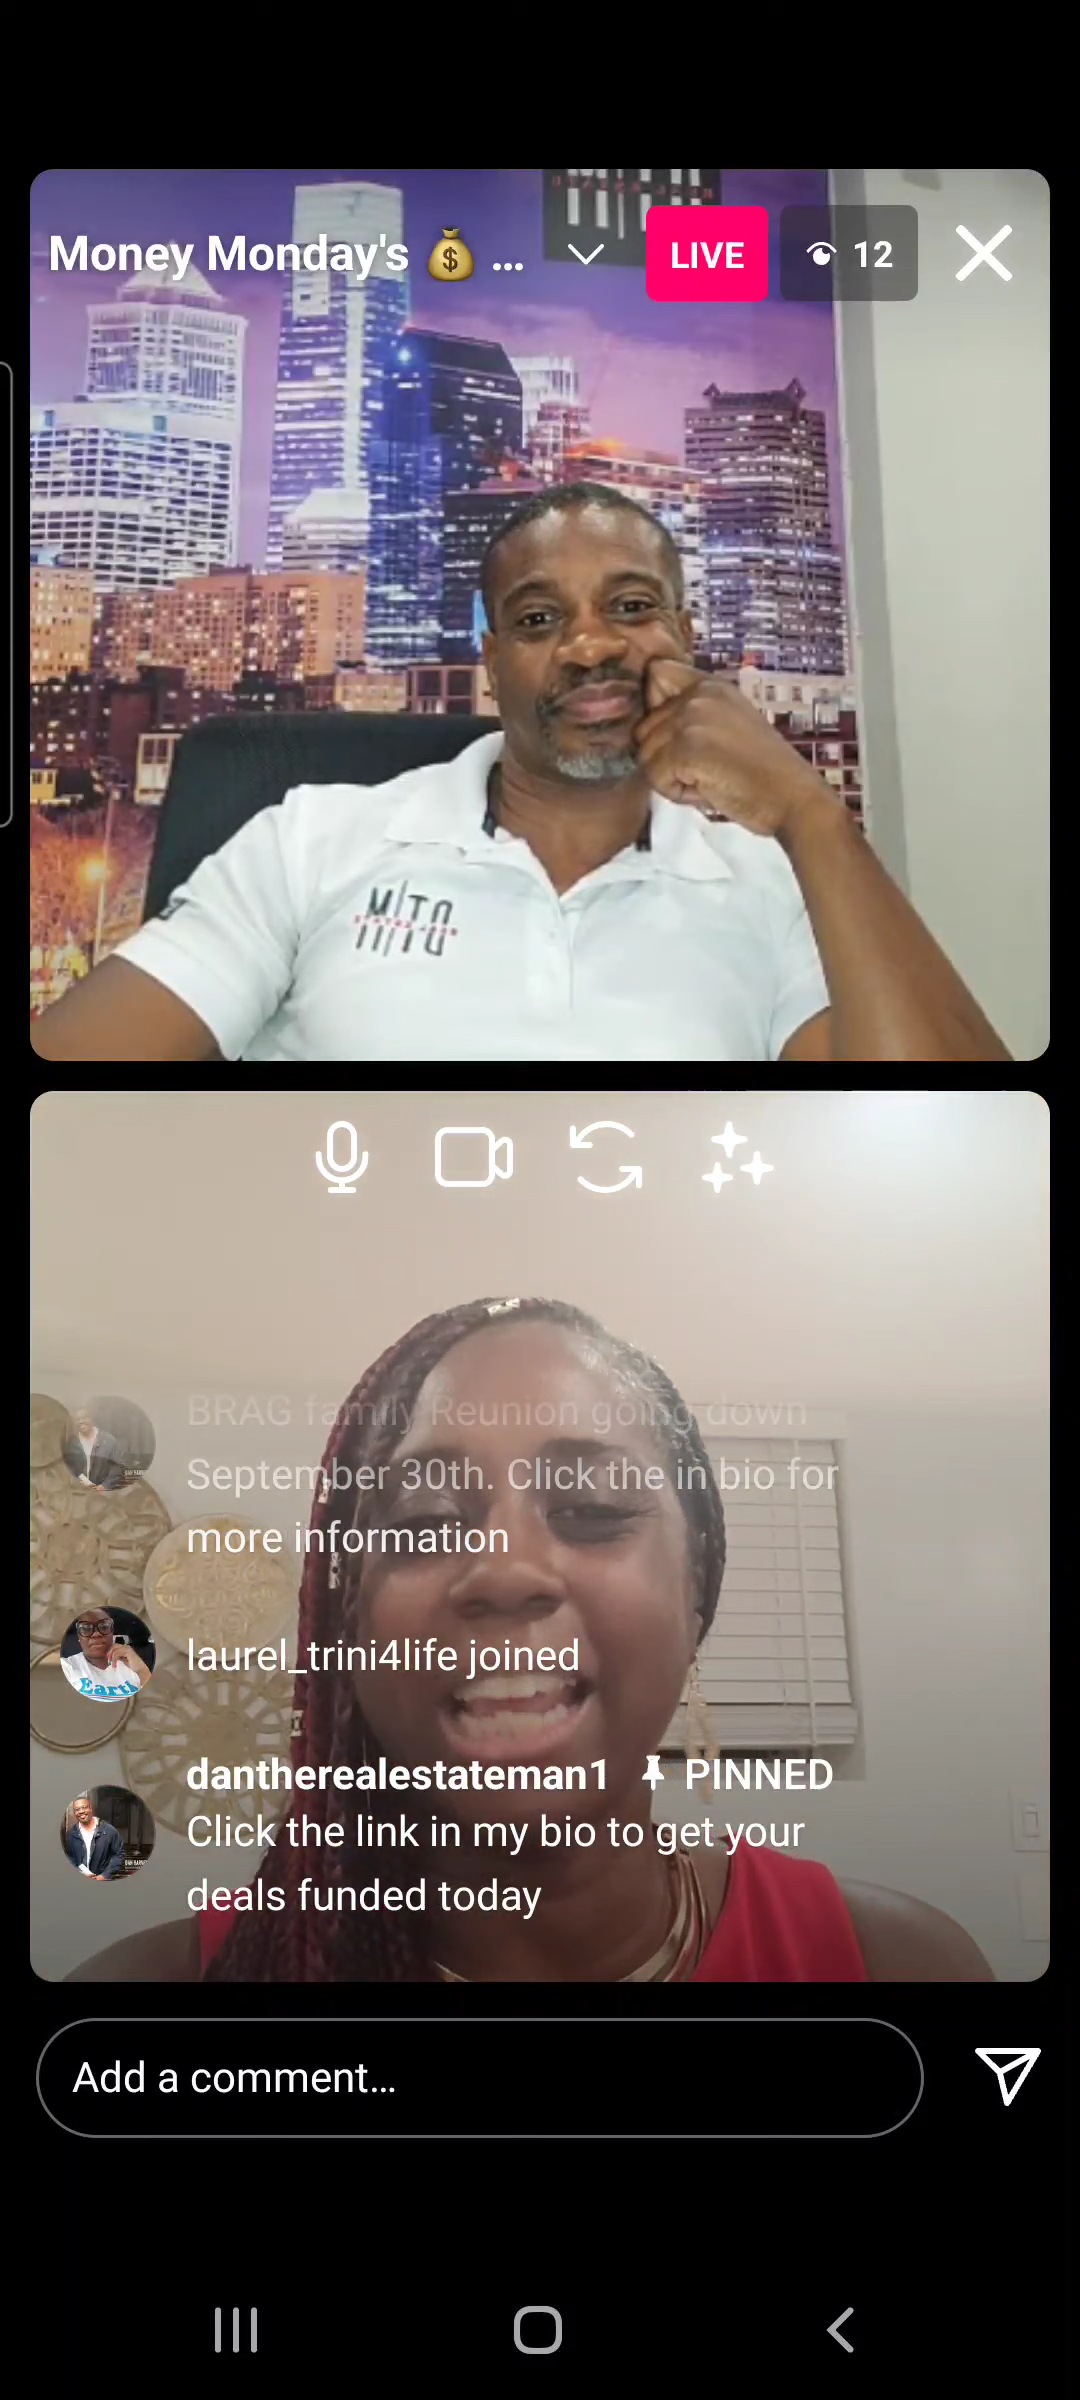 Money Monday's 💰 ...
LIVE
12
BRAG family Reunion going down
September 30th. Click the in bio for
more information
laurel_trini4life joined
Earth
dantherealestateman1 PINNED
Click the link in my bio to get your
deals funded today
Add a comment...